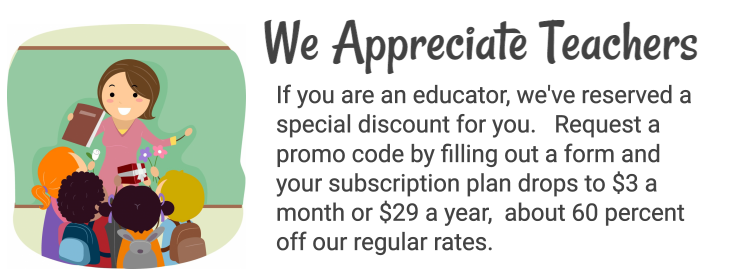 We Appreciate Teachers
If you are an educator, we've reserved a
special discount for you.   Request a
promo code by filling out a form and
your subscription plan drops to $3 a
month or $29 a year,  about 60 percent
off our regular rates.